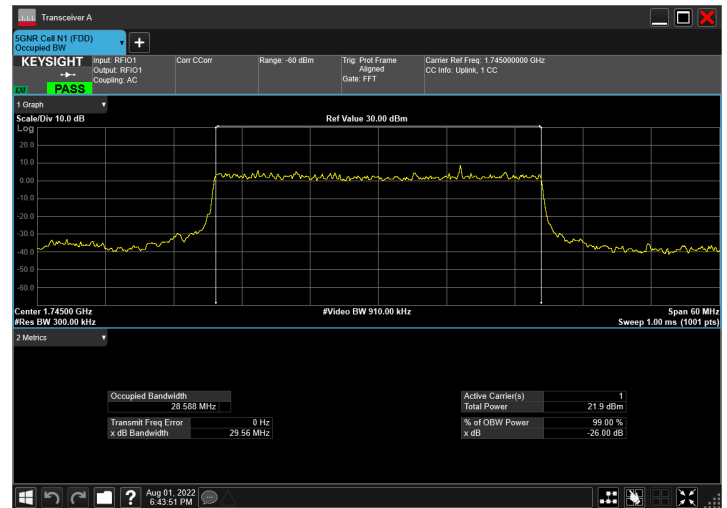 Transceiver A
5GNR Cell N1 (FDD)
Occupied BW
+
KEYSIGHT
Input: RFIO1
Output: RFIO1
Coupling: AC
Corr CCorr
Range: -60 dBm
Trig: Prot Frame
Aligned
Gate: FFT
Carrier Ref Freq: 1.745000000 GHz
CC Info: Uplink, 1 CC
LXI
PASS
1 Graph
Scale/Div 10.0 dB
Ref Value 30.00 dBm
Log
20.0
10.0
0.00
-10.0
-20.0
-30.0
-40.0
-50.0
-60.0
Center 1.74500 GHz
#Video BW 910.00 kHz
Span 60 MHz
#Res BW 300.00 kHz
Sweep 1.00 ms (1001 pts)
2 Metrics
Occupied Bandwidth
28.588 MHz
Active Carrier(s) 1
Total Power 21.9 dBm
Transmit Freq Error 0 Hz
x dB Bandwidth 29.56 MHz
% of OBW Power 99.00 %
x dB -26.00 dB
?
Aug 01, 2022
6:43:51 PM